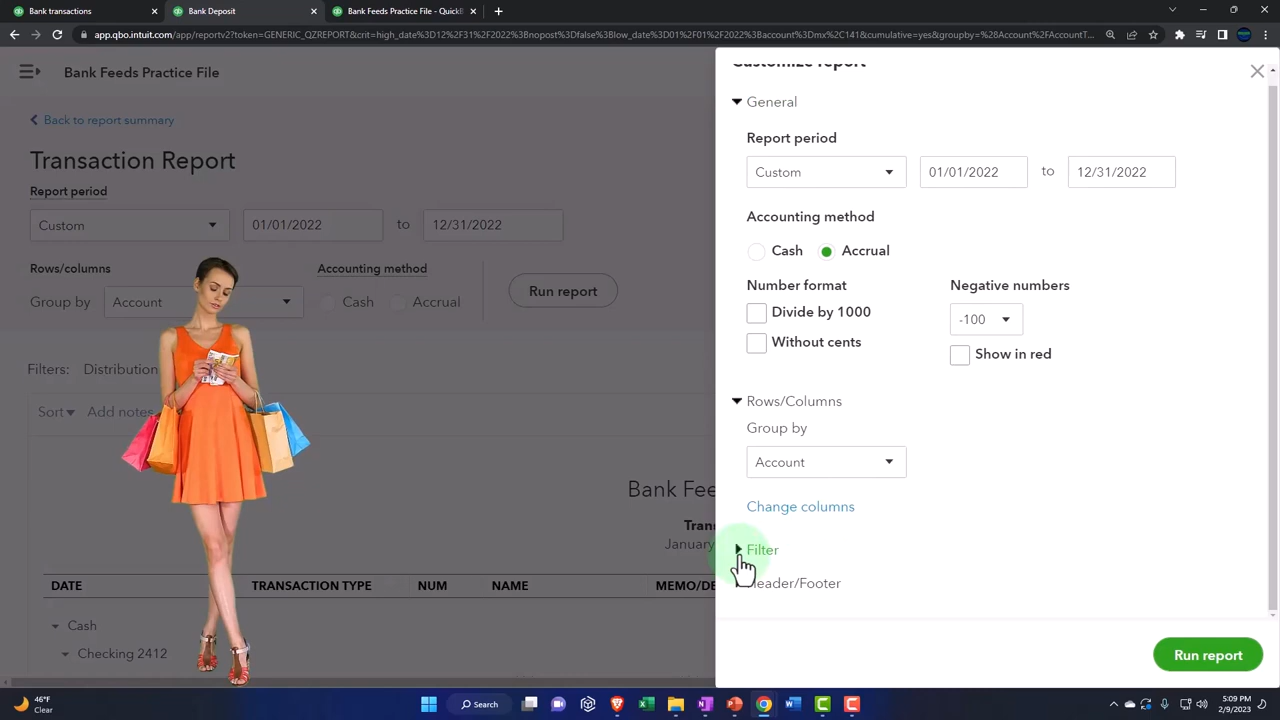 Transaction Report
QBO Bank Feeds
QBO Bank Feeds Practice File - QuickB
app.qbo.intuit.com/app/reportv2?token=GENERIC_QZREPORT&crit=high_date%3D12%2F31%2F2022%3Bnopost%3Dfalse%3Blow_date%3D01%2F01%2F2022%3Baccount%3Dmx%2C141&cumulative=yes&groupby=%28Account%2FAccountT...
Bank Feeds Practice File
Back to report summary
Transaction Report
Report period
Custom
01/01/2022
to
12/31/2022
Rows/columns
Accounting method
Group by
Account
Cash
Accrual
Run report
Filters: Distribution
Sort
Add notes
Bank Fee
Trans
January
DATE TRANSACTION TYPE NUM NAME MEMO/DE
Cash
Checking 2412
Customize report
General
Report period
Custom
01/01/2022
to
12/31/2022
Accounting method
Cash
Accrual
Number format
Negative numbers
Divide by 1000
-100
Without cents
Show in red
Rows/Columns
Group by
Account
Change columns
Filter
Header/Footer
Run report
46°F
Clear
Search
5:09 PM
2/9/2023